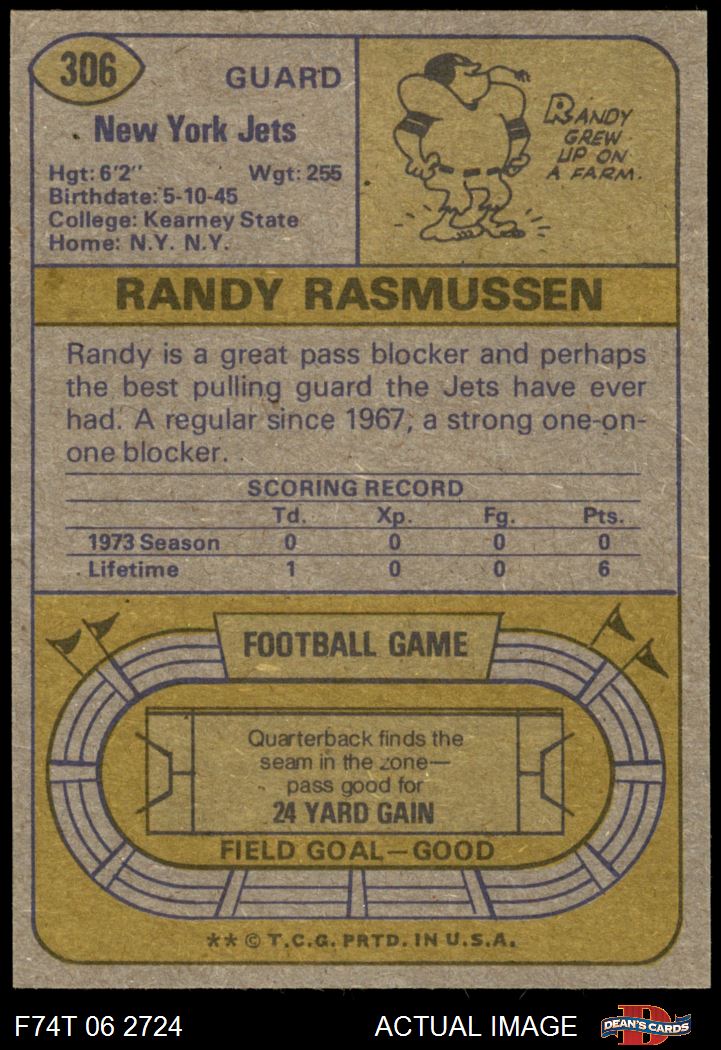 306
GUARD
New York Jets
Hgt: 6'2'' Wgt: 255
Birthdate: 5-10-45
College: Kearney State
Home: N.Y. N.Y.
RANDY
GREW
UP ON
A FARM.
RANDY RASMUSSEN
Randy is a great pass blocker and perhaps
the best pulling guard the Jets have ever
had. A regular since 1967, a strong one-on-
one blocker.
SCORING RECORD
Td. Xp. Fg. Pts.
1973 Season 0 0 0 0
Lifetime 1 0 0 6
FOOTBALL GAME
Quarterback finds the
seam in the zone—
pass good for
24 YARD GAIN
FIELD GOAL—GOOD
** © T.C.G. PRTD. IN U.S.A.
F74T 06 2724 ACTUAL IMAGE D DEAN'S CARDS